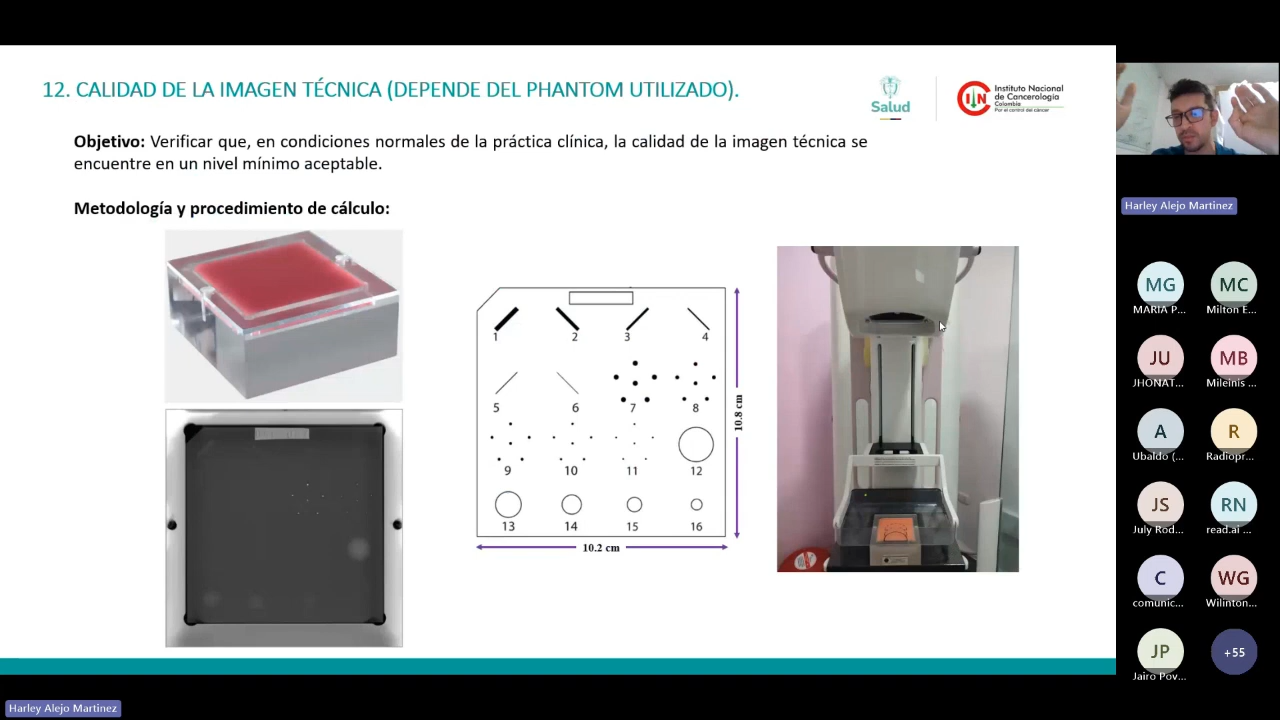 12. CALIDAD DE LA IMAGEN TÉCNICA (DEPENDE DEL PHANTOM UTILIZADO).
Salud
Instituto Nacional
de Cancerología
Colombia
Por el control del cáncer
Objetivo: Verificar que, en condiciones normales de la práctica clínica, la calidad de la imagen técnica se
encuentre en un nivel mínimo aceptable.
Metodología y procedimiento de cálculo:
1 2 3 4
5 6 7 8
9 10 11 12
13 14 15 16
10.8 cm
10.2 cm
Harley Alejo Martinez
MG MC
MARIA P... Milton E...
JU MB
JHONAT... Mileinis ...
A R
Ubaldo (... Radiopr...
JS RN
July Rod... read.ai ...
C WG
comunic... Wilinton...
JP +55
Jairo Pov...
Harley Alejo Martinez